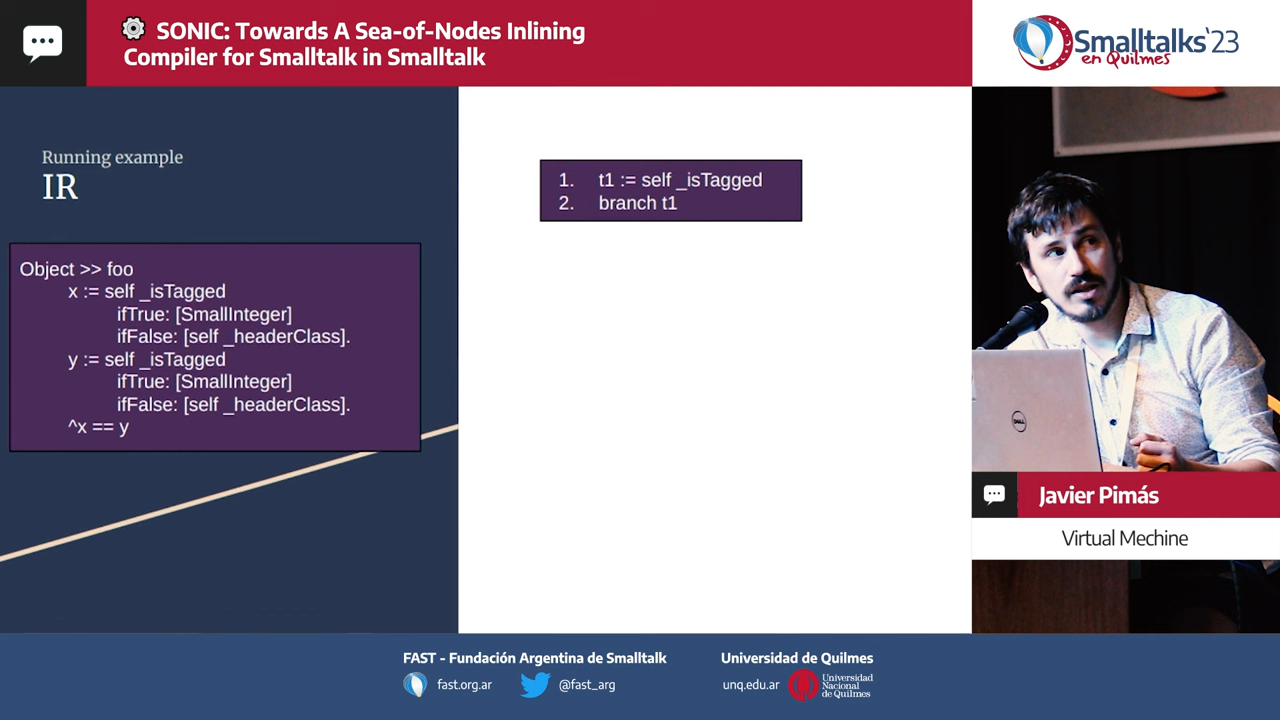 SONIC: Towards A Sea-of-Nodes Inlining
Compiler for Smalltalk in Smalltalk
Smalltalks'23
en Quilmes
Running example
IR
Object >> foo
x := self _isTagged
ifTrue: [SmallInteger]
ifFalse: [self _headerClass].
y := self _isTagged
ifTrue: [SmallInteger]
ifFalse: [self _headerClass].
^x == y
1. t1 := self _isTagged
2. branch t1
DELL
Javier Pimás
Virtual Mechine
FAST - Fundación Argentina de Smalltalk
fast.org.ar
@fast_arg
Universidad de Quilmes
unq.edu.ar
Universidad
Nacional
de Quilmes